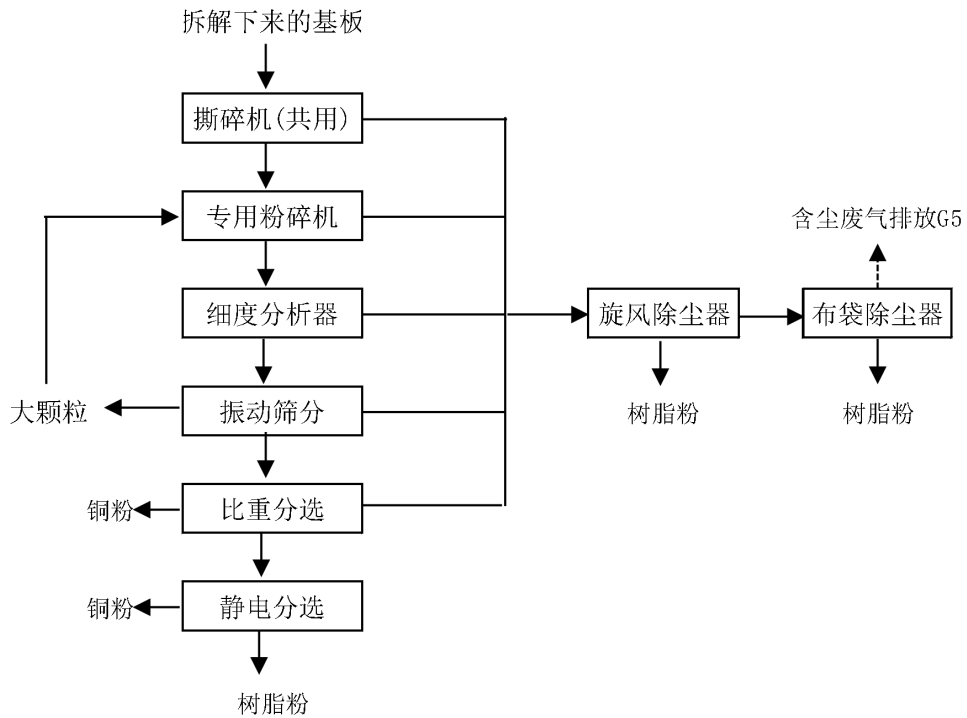 拆解下来的基板
撕碎机(共用)
专用粉碎机
含尘废气排放G5
细度分析器
旋风除尘器
布袋除尘器
大颗粒
振动筛分
树脂粉
树脂粉
铜粉
比重分选
铜粉
静电分选
树脂粉